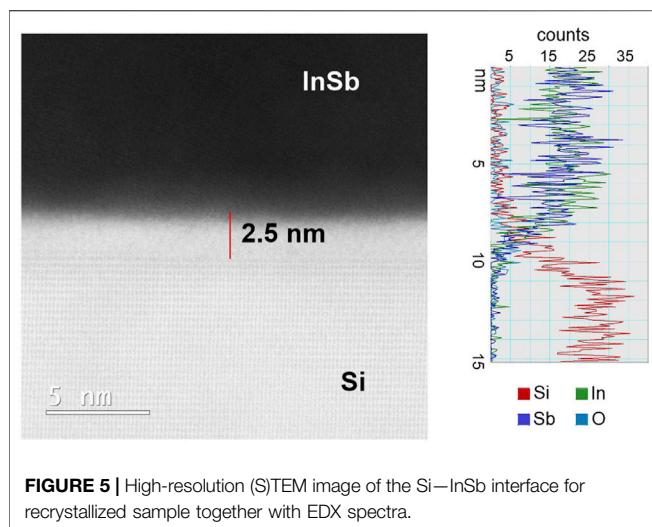 InSb
2.5 nm
Si
5 nm
counts
5 15 25 35
nm
5
10
15
Si In
Sb O
FIGURE 5 | High-resolution (S)TEM image of the Si—InSb interface for
recrystallized sample together with EDX spectra.